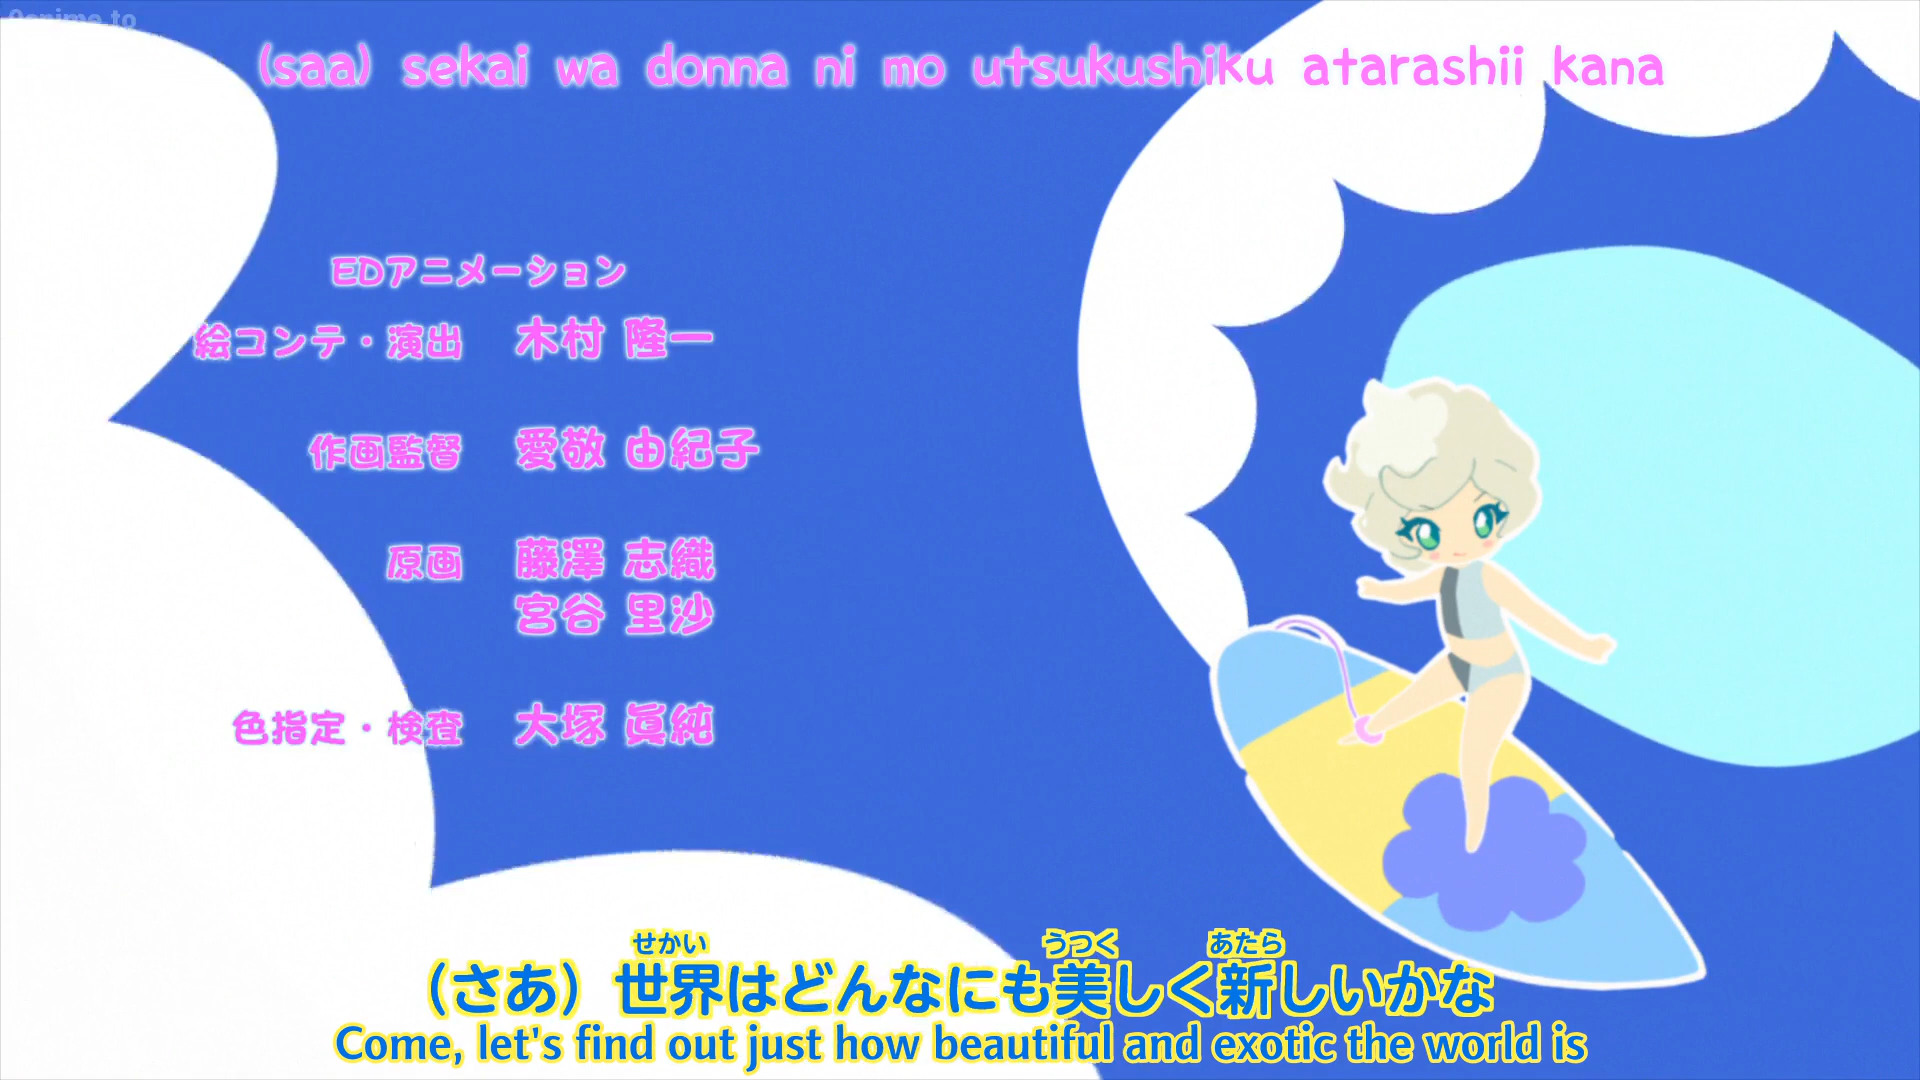 9anime.to
(saa) sekai wa donna ni mo utsukushiku atarashii kana
EDアニメーション
絵コンテ・演出 木村 隆一
作画監督 愛敬 由紀子
原画 藤澤 志織
宮谷 里沙
色指定・検査 大塚 眞純
せかい うつく あたら
（さあ）世界はどんなにも美しく新しいかな
Come, let's find out just how beautiful and exotic the world is